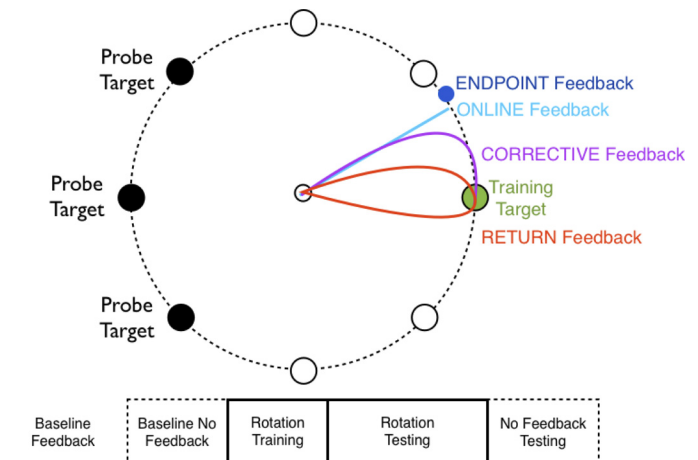 Probe
Target
ENDPOINT Feedback
ONLINE Feedback
CORRECTIVE Feedback
Probe
Target
Training
Target
RETURN Feedback
Probe
Target
Baseline
Feedback
Baseline No
Feedback
Rotation
Training
Rotation
Testing
No Feedback
Testing